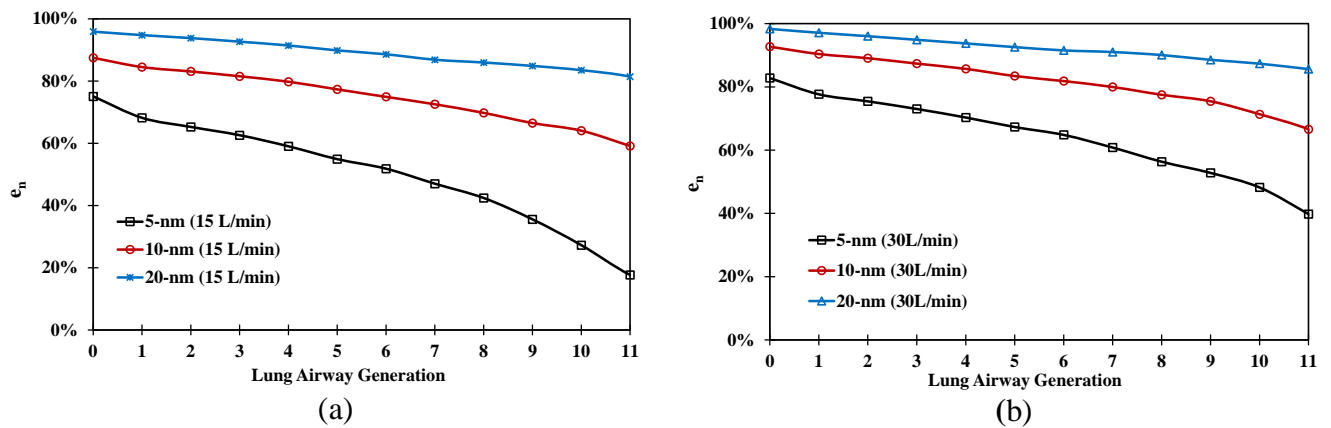 100%
80%
60%
40%
20%
0%
eₙ
5-nm (15 L/min)
10-nm (15 L/min)
20-nm (15 L/min)
0 1 2 3 4 5 6 7 8 9 10 11
Lung Airway Generation
(a)
100%
80%
60%
40%
20%
0%
eₙ
5-nm (30L/min)
10-nm (30L/min)
20-nm (30L/min)
0 1 2 3 4 5 6 7 8 9 10 11
Lung Airway Generation
(b)